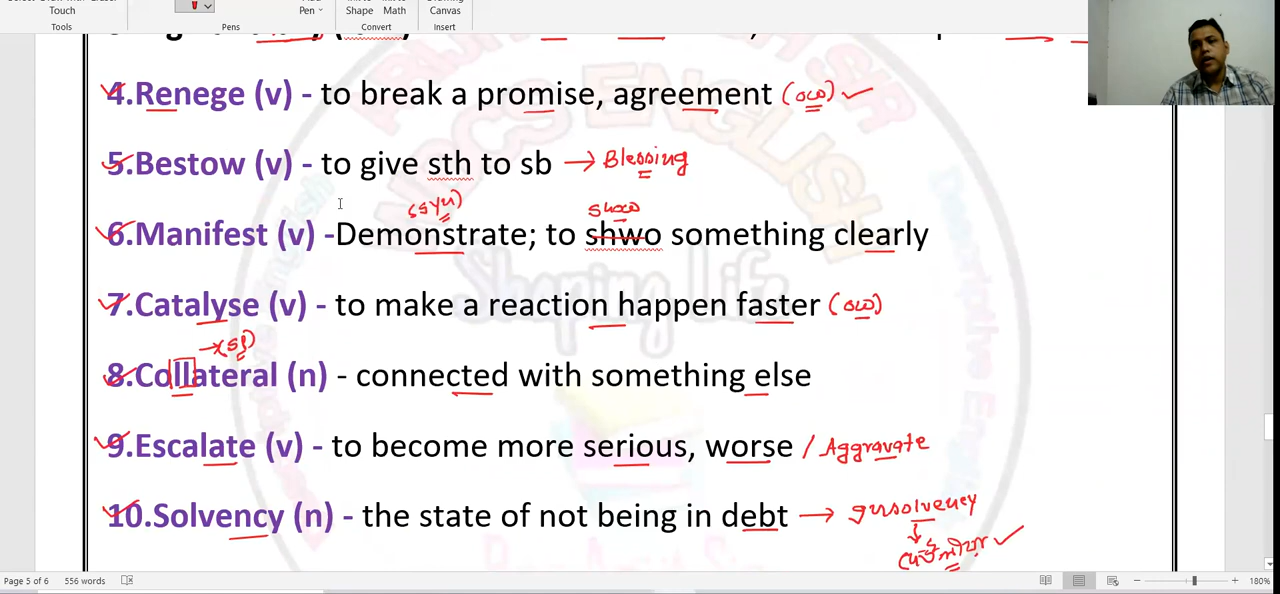 Touch
Pen
Shape
Math
Canvas
Tools
Pens
Convert
Insert
4.Renege (v) - to break a promise, agreement (ows) ✓
5.Bestow (v) - to give sth to sb → Blessing
(syn) show
6.Manifest (v) -Demonstrate; to shwo something clearly
7.Catalyse (v) - to make a reaction happen faster (ows)
→(sp)
8.Collateral (n) - connected with something else
9.Escalate (v) - to become more serious, worse / Aggravate
10.Solvency (n) - the state of not being in debt → Insolvency
Page 5 of 6
556 words
180%